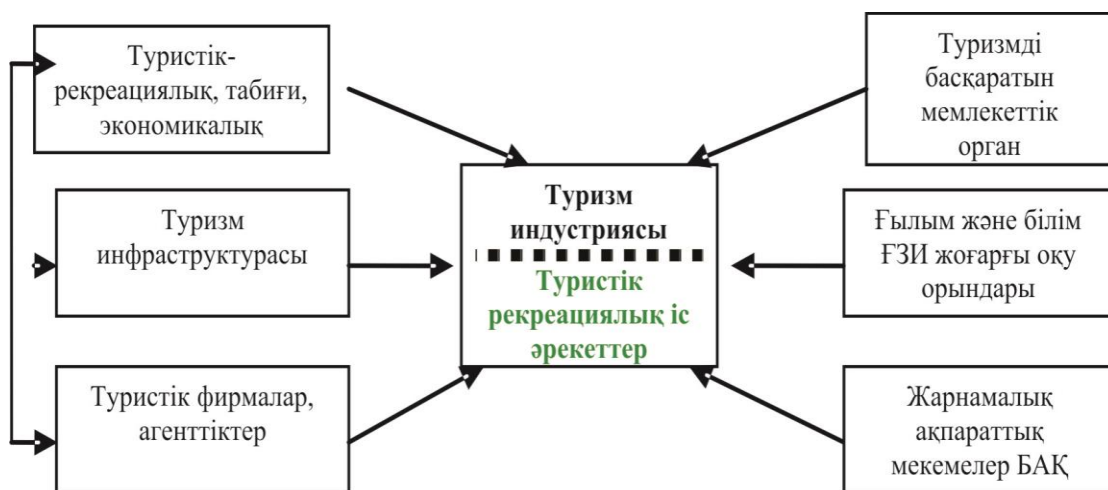 Туристік-
рекреациялық, табиғи,
экономикалық
Туризм
инфраструктурасы
Туристік фирмалар,
агенттіктер
Туризм
индустриясы
Туристік
рекреациялық іс
әрекеттер
Туризмді
басқаратын
мемлекеттік
орган
Ғылым және білім
ҒЗИ жоғарғы оқу
орындары
Жарнамалық
ақпараттық
мекемелер БАҚ